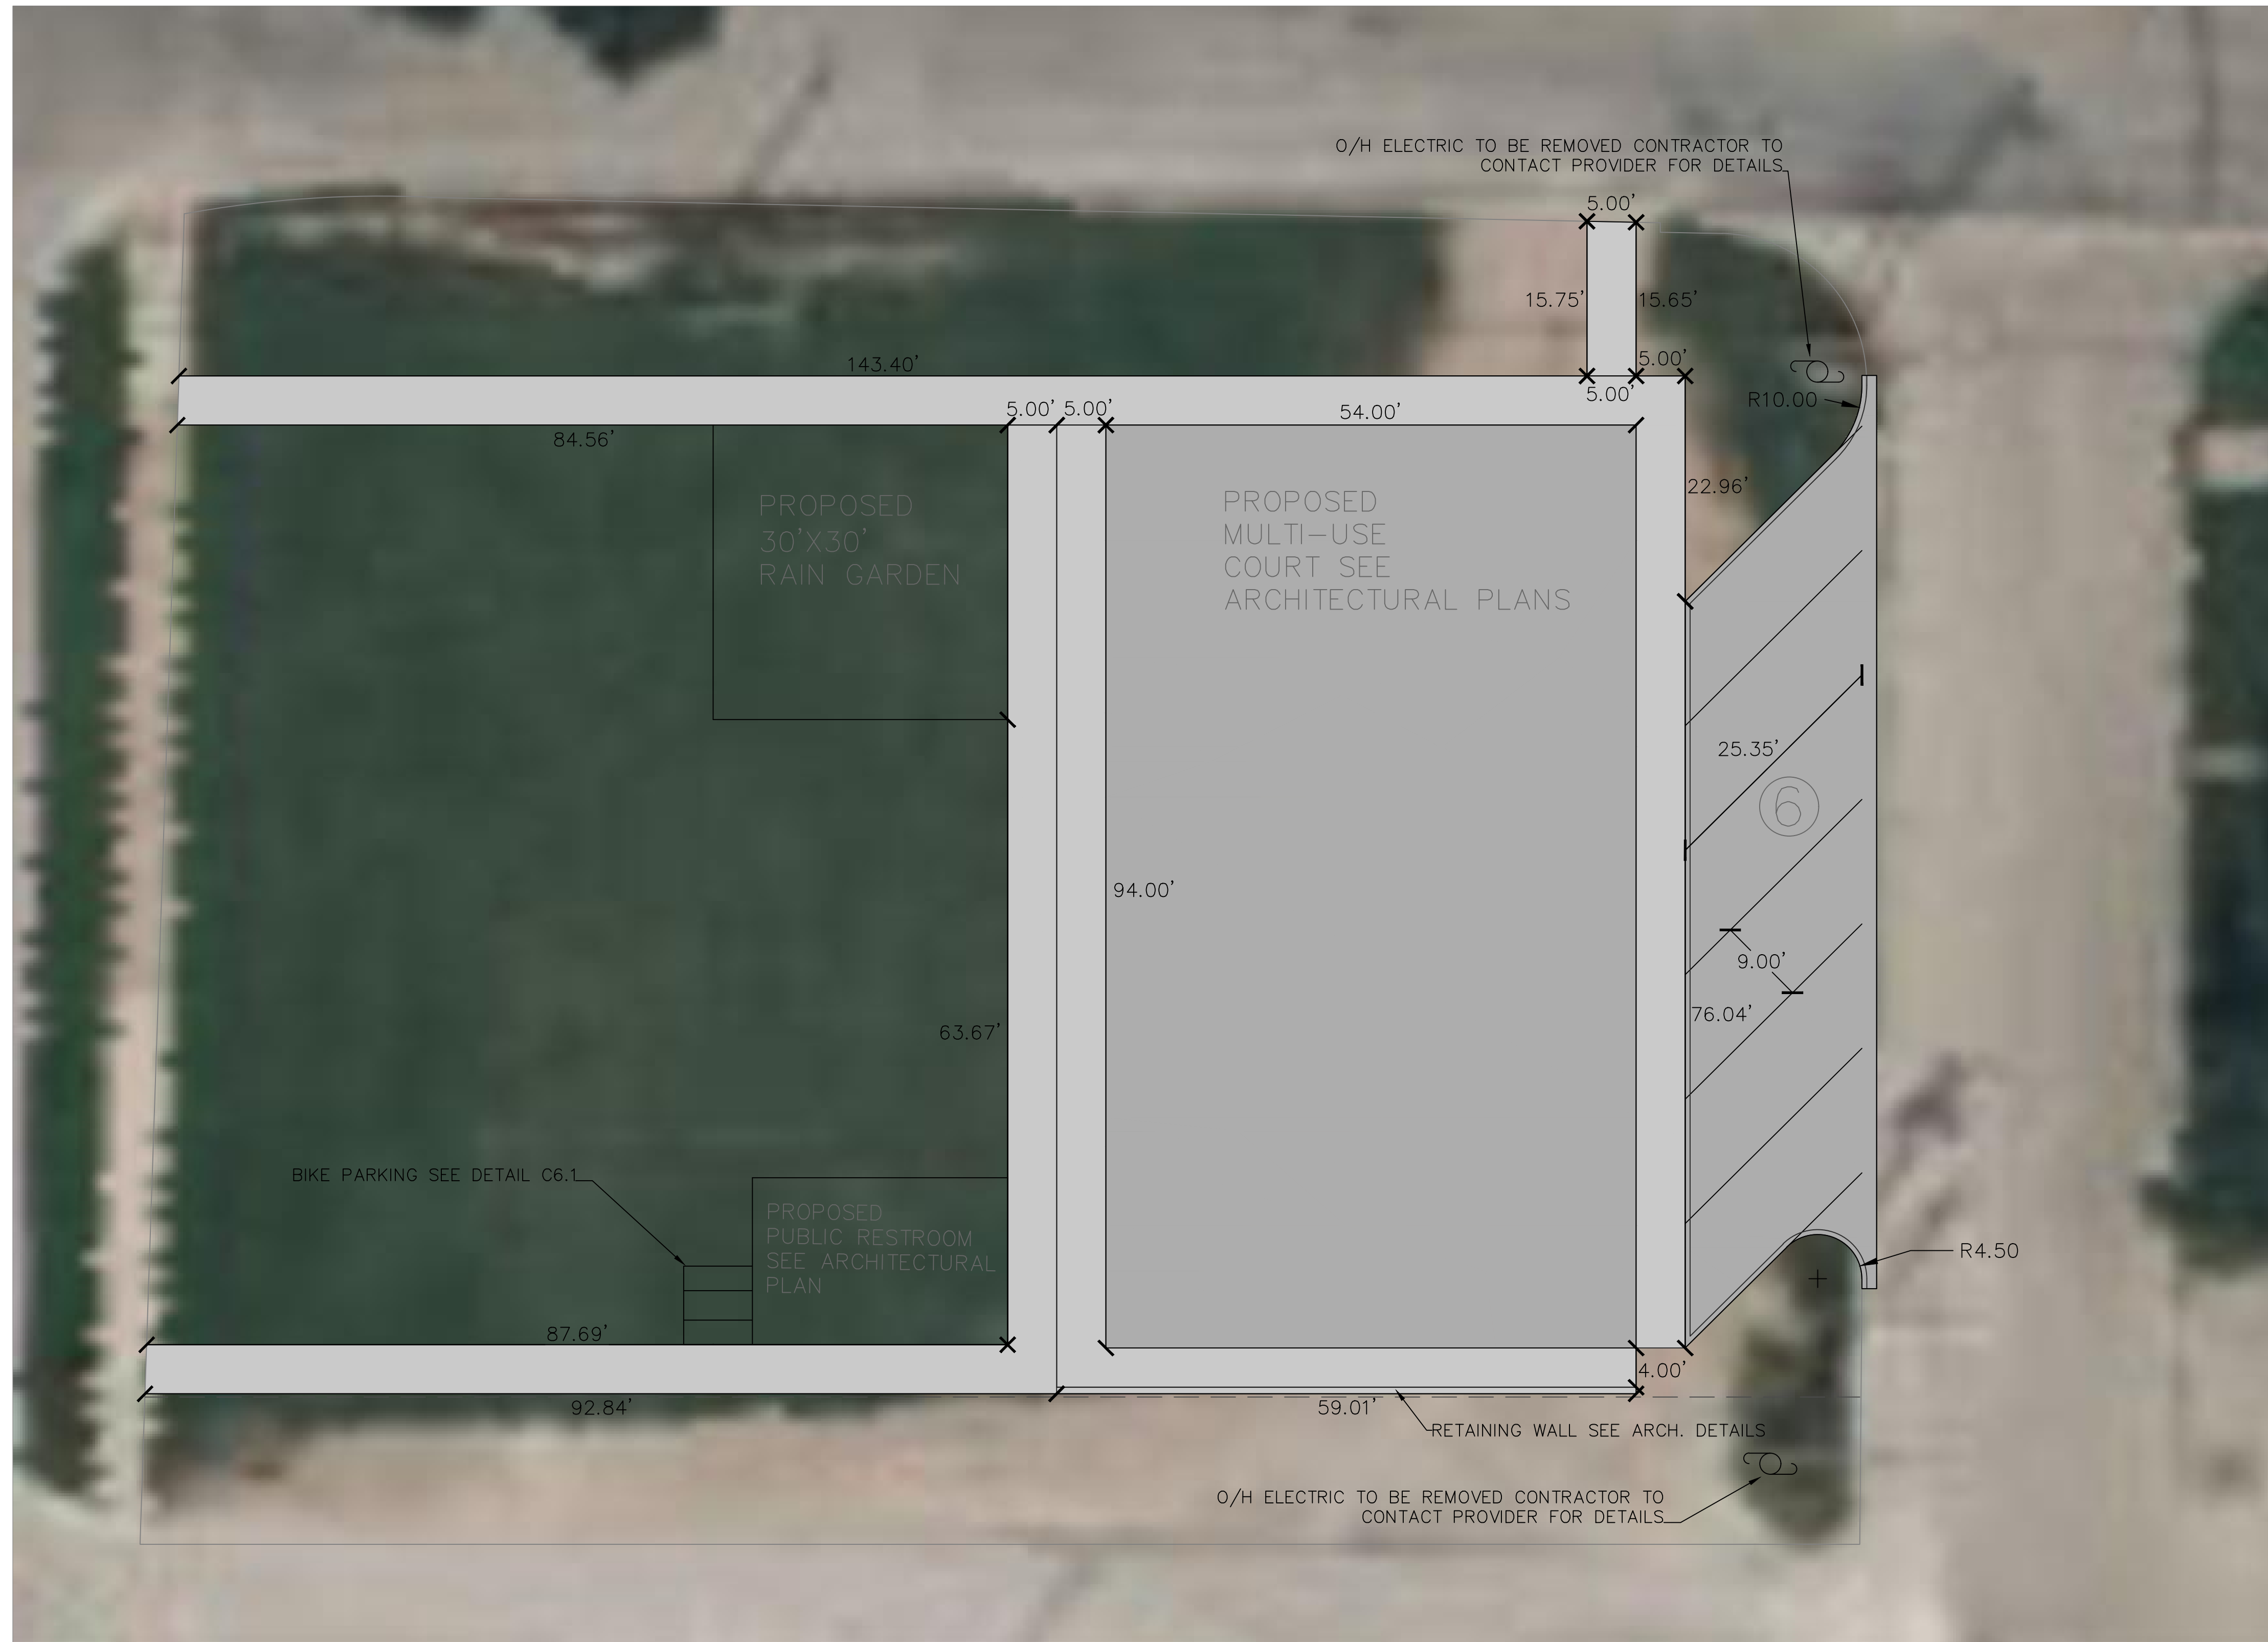 O/H ELECTRIC TO BE REMOVED CONTRACTOR TO
CONTACT PROVIDER FOR DETAILS
5.00'
15.75'
15.65'
143.40'
5.00'
5.00'
R10.00
5.00' 5.00'
54.00'
84.56'
22.96'
PROPOSED
30'X30'
RAIN GARDEN
PROPOSED
MULTI-USE
COURT SEE
ARCHITECTURAL PLANS
25.35'
6
94.00'
9.00'
76.04'
63.67'
BIKE PARKING SEE DETAIL C6.1
PROPOSED
PUBLIC RESTROOM
SEE ARCHITECTURAL
PLAN
R4.50
87.69'
4.00'
92.84'
59.01'
RETAINING WALL SEE ARCH. DETAILS
O/H ELECTRIC TO BE REMOVED CONTRACTOR TO
CONTACT PROVIDER FOR DETAILS